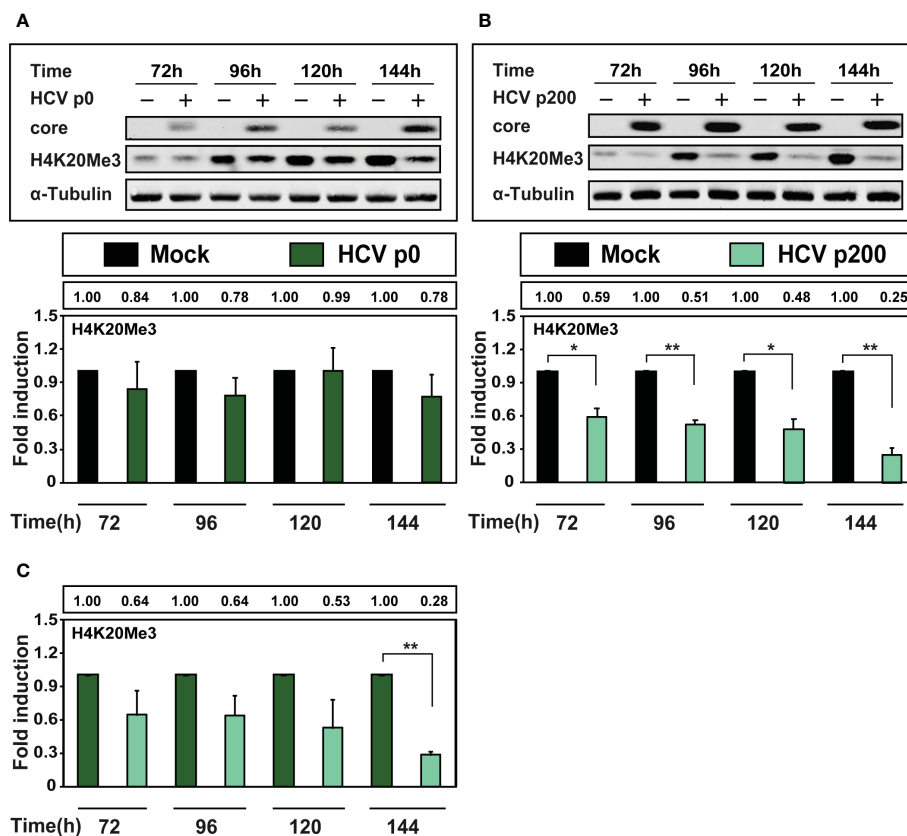 A
Time 72h 96h 120h 144h
HCV p0 − + − + − + − +
core
H4K20Me3
α-Tubulin
Mock HCV p0
1.00 0.84 1.00 0.78 1.00 0.99 1.00 0.78
H4K20Me3
Fold induction
1.5
1.2
0.9
0.6
0.3
0
Time(h) 72 96 120 144
B
Time 72h 96h 120h 144h
HCV p200 − + − + − + − +
core
H4K20Me3
α-Tubulin
Mock HCV p200
1.00 0.59 1.00 0.51 1.00 0.48 1.00 0.25
H4K20Me3
* ** * **
Fold induction
1.5
1.2
0.9
0.6
0.3
0
Time(h) 72 96 120 144
C
1.00 0.64 1.00 0.64 1.00 0.53 1.00 0.28
H4K20Me3
**
Fold induction
1.5
1.2
0.9
0.6
0.3
0
Time(h) 72 96 120 144